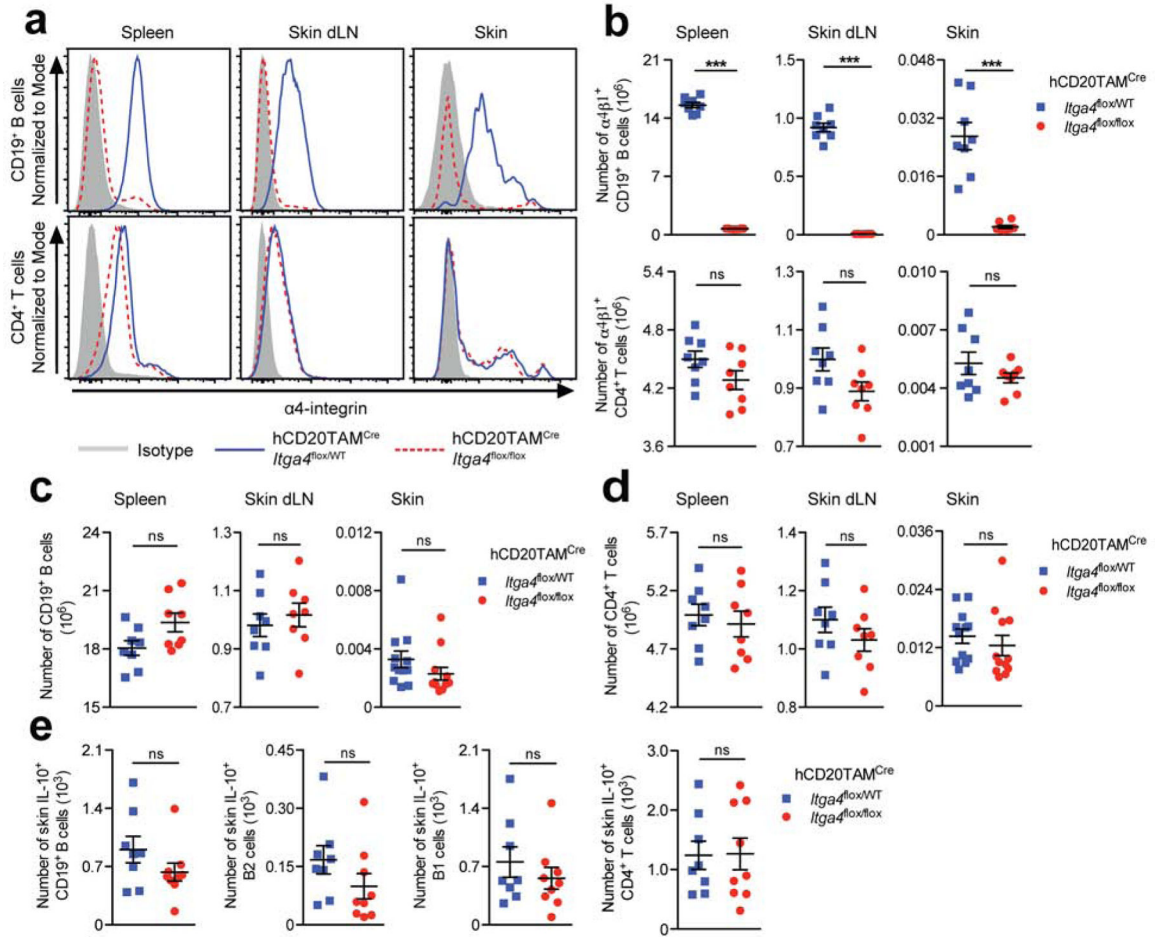 a
Spleen
Skin dLN
Skin
CD19⁺ B cells
Normalized to Mode
CD4⁺ T cells
Normalized to Mode
α4-integrin
Isotype
hCD20TAMᶜʳᵉ
Itga4ᶠˡᵒˣ/ᵂᵀ
hCD20TAMᶜʳᵉ
Itga4ᶠˡᵒˣ/ᶠˡᵒˣ
b
Spleen
Skin dLN
Skin
Number of α4β1⁺
CD19⁺ B cells (10⁶)
21
14
7
0
***
1.5
1.0
0.5
0
***
0.048
0.032
0.016
0
***
hCD20TAMᶜʳᵉ
Itga4ᶠˡᵒˣ/ᵂᵀ
Itga4ᶠˡᵒˣ/ᶠˡᵒˣ
Number of α4β1⁺
CD4⁺ T cells (10⁶)
5.4
4.8
4.2
3.6
ns
1.3
1.1
0.9
0.7
ns
0.010
0.007
0.004
0.001
ns
c
Spleen
Skin dLN
Skin
Number of CD19⁺ B cells
(10⁶)
24
21
18
15
ns
1.3
1.1
0.9
0.7
ns
0.012
0.008
0.004
0
ns
hCD20TAMᶜʳᵉ
Itga4ᶠˡᵒˣ/ᵂᵀ
Itga4ᶠˡᵒˣ/ᶠˡᵒˣ
d
Spleen
Skin dLN
Skin
Number of CD4⁺ T cells
(10⁶)
5.7
5.2
4.7
4.2
ns
1.4
1.2
1.0
0.8
ns
0.036
0.024
0.012
0
ns
hCD20TAMᶜʳᵉ
Itga4ᶠˡᵒˣ/ᵂᵀ
Itga4ᶠˡᵒˣ/ᶠˡᵒˣ
e
Number of skin IL-10⁺
CD19⁺ B cells (10³)
2.1
1.4
0.7
0
ns
Number of skin IL-10⁺
B2 cells (10³)
0.45
0.30
0.15
0
ns
Number of skin IL-10⁺
B1 cells (10³)
2.1
1.4
0.7
0
ns
Number of skin IL-10⁺
CD4⁺ T cells (10³)
3.0
2.0
1.0
0
ns
hCD20TAMᶜʳᵉ
Itga4ᶠˡᵒˣ/ᵂᵀ
Itga4ᶠˡᵒˣ/ᶠˡᵒˣ